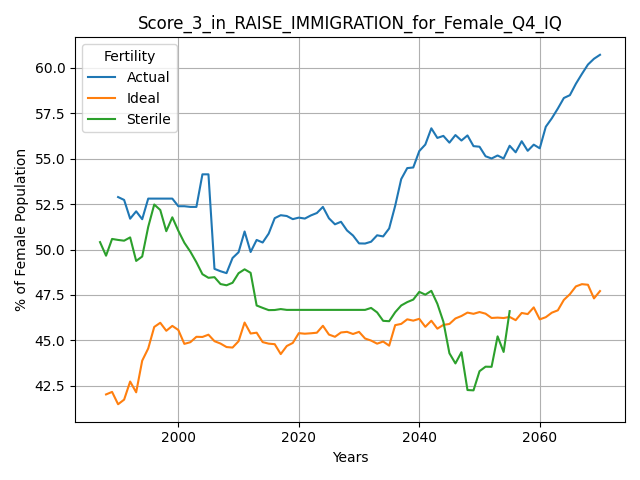 Score_3_in_RAISE_IMMIGRATION_for_Female_Q4_IQ
Fertility
Actual
Ideal
Sterile
% of Female Population
60.0
57.5
55.0
52.5
50.0
47.5
45.0
42.5
2000
2020
2040
2060
Years